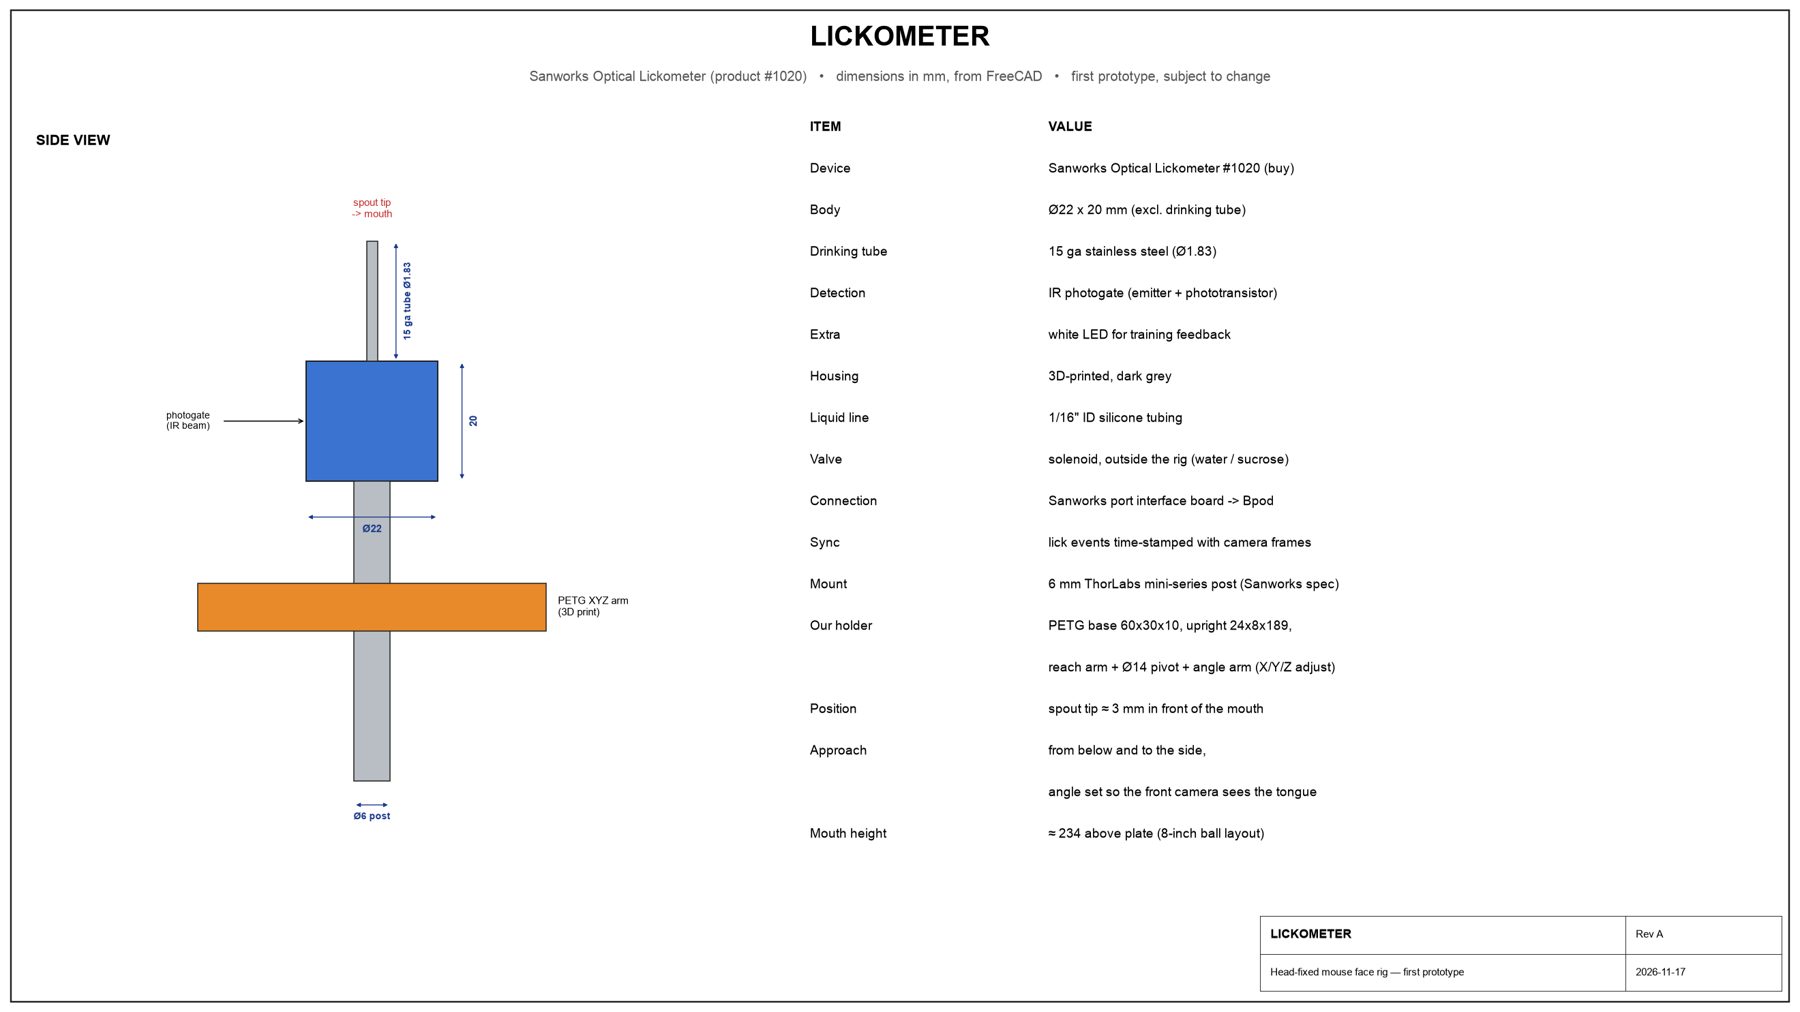 LICKOMETER
Sanworks Optical Lickometer (product #1020) • dimensions in mm, from FreeCAD • first prototype, subject to change
SIDE VIEW
spout tip
-> mouth
15 ga tube Ø1.83
photogate
(IR beam)
20
Ø22
PETG XYZ arm
(3D print)
Ø6 post
ITEM VALUE
Device Sanworks Optical Lickometer #1020 (buy)
Body Ø22 x 20 mm (excl. drinking tube)
Drinking tube 15 ga stainless steel (Ø1.83)
Detection IR photogate (emitter + phototransistor)
Extra white LED for training feedback
Housing 3D-printed, dark grey
Liquid line 1/16" ID silicone tubing
Valve solenoid, outside the rig (water / sucrose)
Connection Sanworks port interface board -> Bpod
Sync lick events time-stamped with camera frames
Mount 6 mm ThorLabs mini-series post (Sanworks spec)
Our holder PETG base 60x30x10, upright 24x8x189,
reach arm + Ø14 pivot + angle arm (X/Y/Z adjust)
Position spout tip ≈ 3 mm in front of the mouth
Approach from below and to the side,
angle set so the front camera sees the tongue
Mouth height ≈ 234 above plate (8-inch ball layout)
LICKOMETER Rev A
Head-fixed mouse face rig — first prototype 2026-11-17